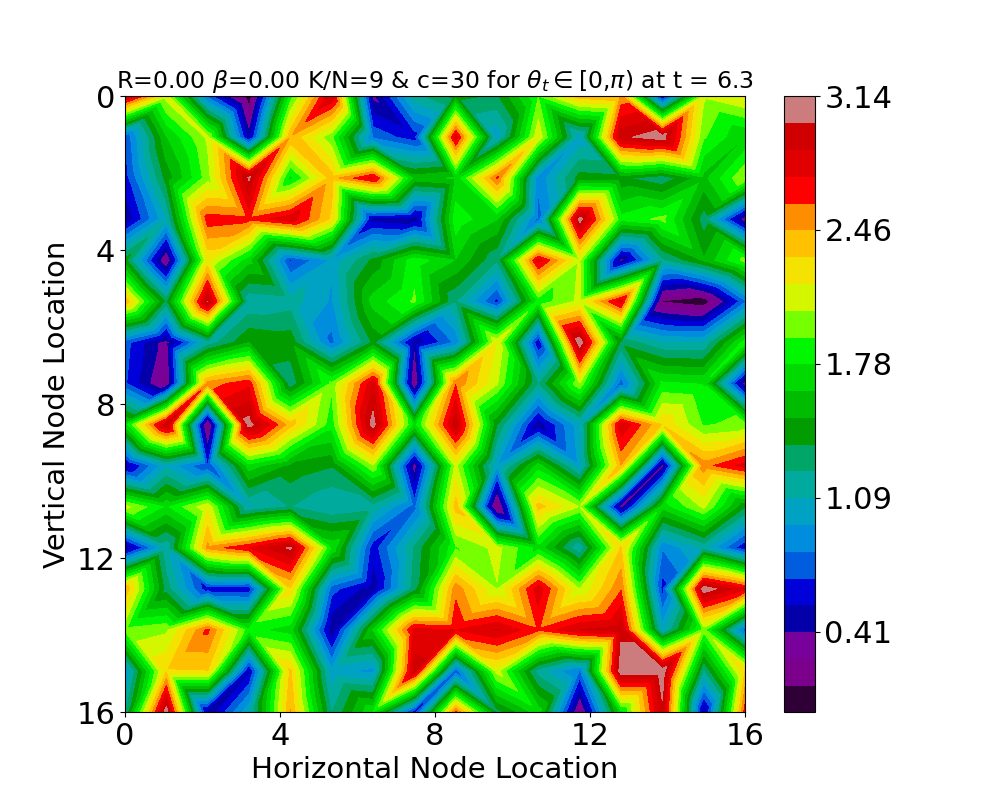 R=0.00 β=0.00 K/N=9 & c=30 for θ_t∈[0,π) at t = 6.3
0
4
8
12
16
Vertical Node Location
0 4 8 12 16
Horizontal Node Location
3.14
2.46
1.78
1.09
0.41